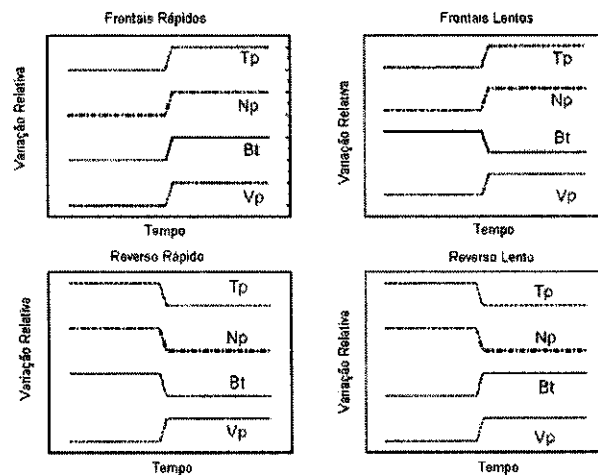 Frontais Rápidos
Variação Relativa
Tp
Np
Bt
Vp
Tempo
Frontais Lentos
Variação Relativa
Tp
Np
Bt
Vp
Tempo
Reverso Rápido
Variação Relativa
Tp
Np
Bt
Vp
Tempo
Reverso Lento
Variação Relativa
Tp
Np
Bt
Vp
Tempo